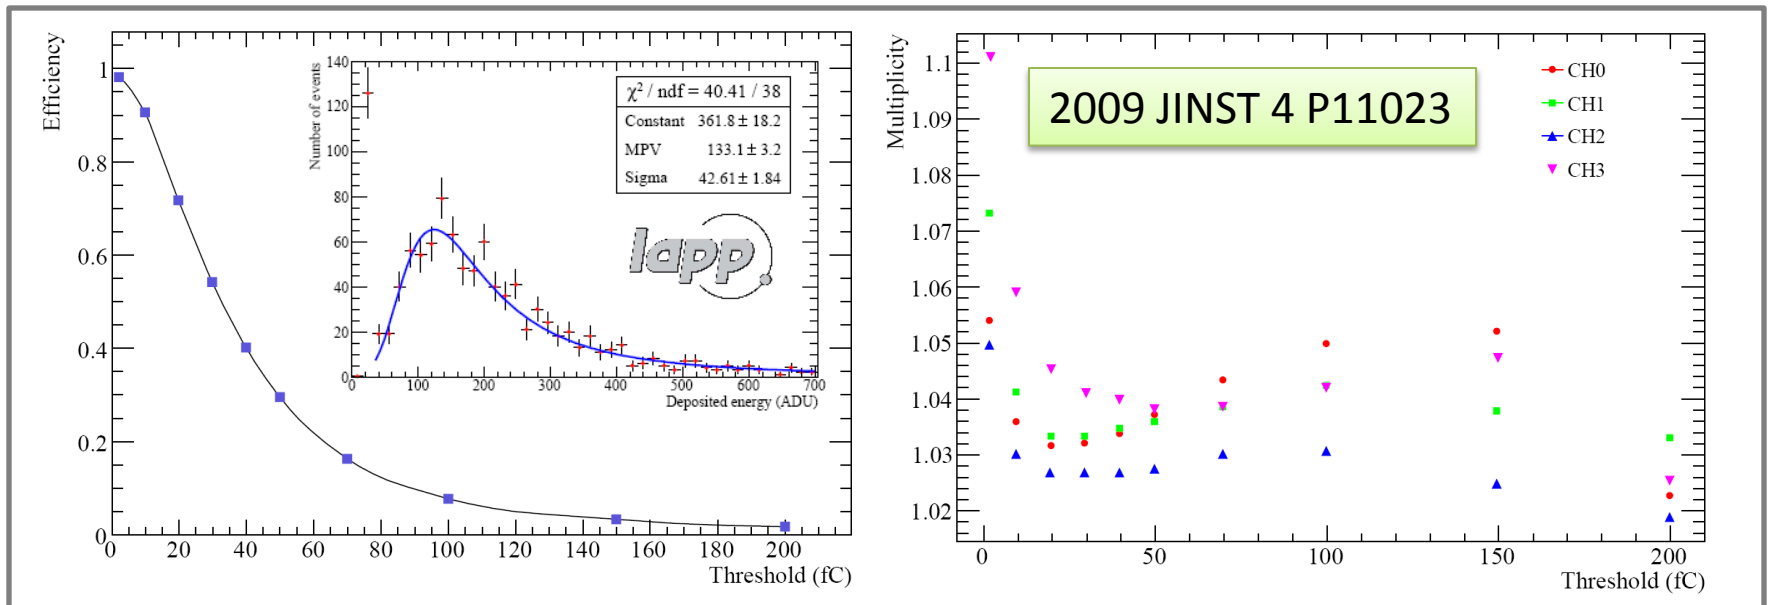 Efficiency
1
0.8
0.6
0.4
0.2
0
0 20 40 60 80 100 120 140 160 180 200
Threshold (fC)
Number of events
140
120
100
80
60
40
20
0
100 200 300 400 500 600 700
Deposited energy (ADU)
χ² / ndf = 40.41 / 38
Constant 361.8 ± 18.2
MPV 133.1 ± 3.2
Sigma 42.61 ± 1.84
lapp
Multiplicity
1.1
1.09
1.08
1.07
1.06
1.05
1.04
1.03
1.02
0 50 100 150 200
Threshold (fC)
2009 JINST 4 P11023
CH0
CH1
CH2
CH3